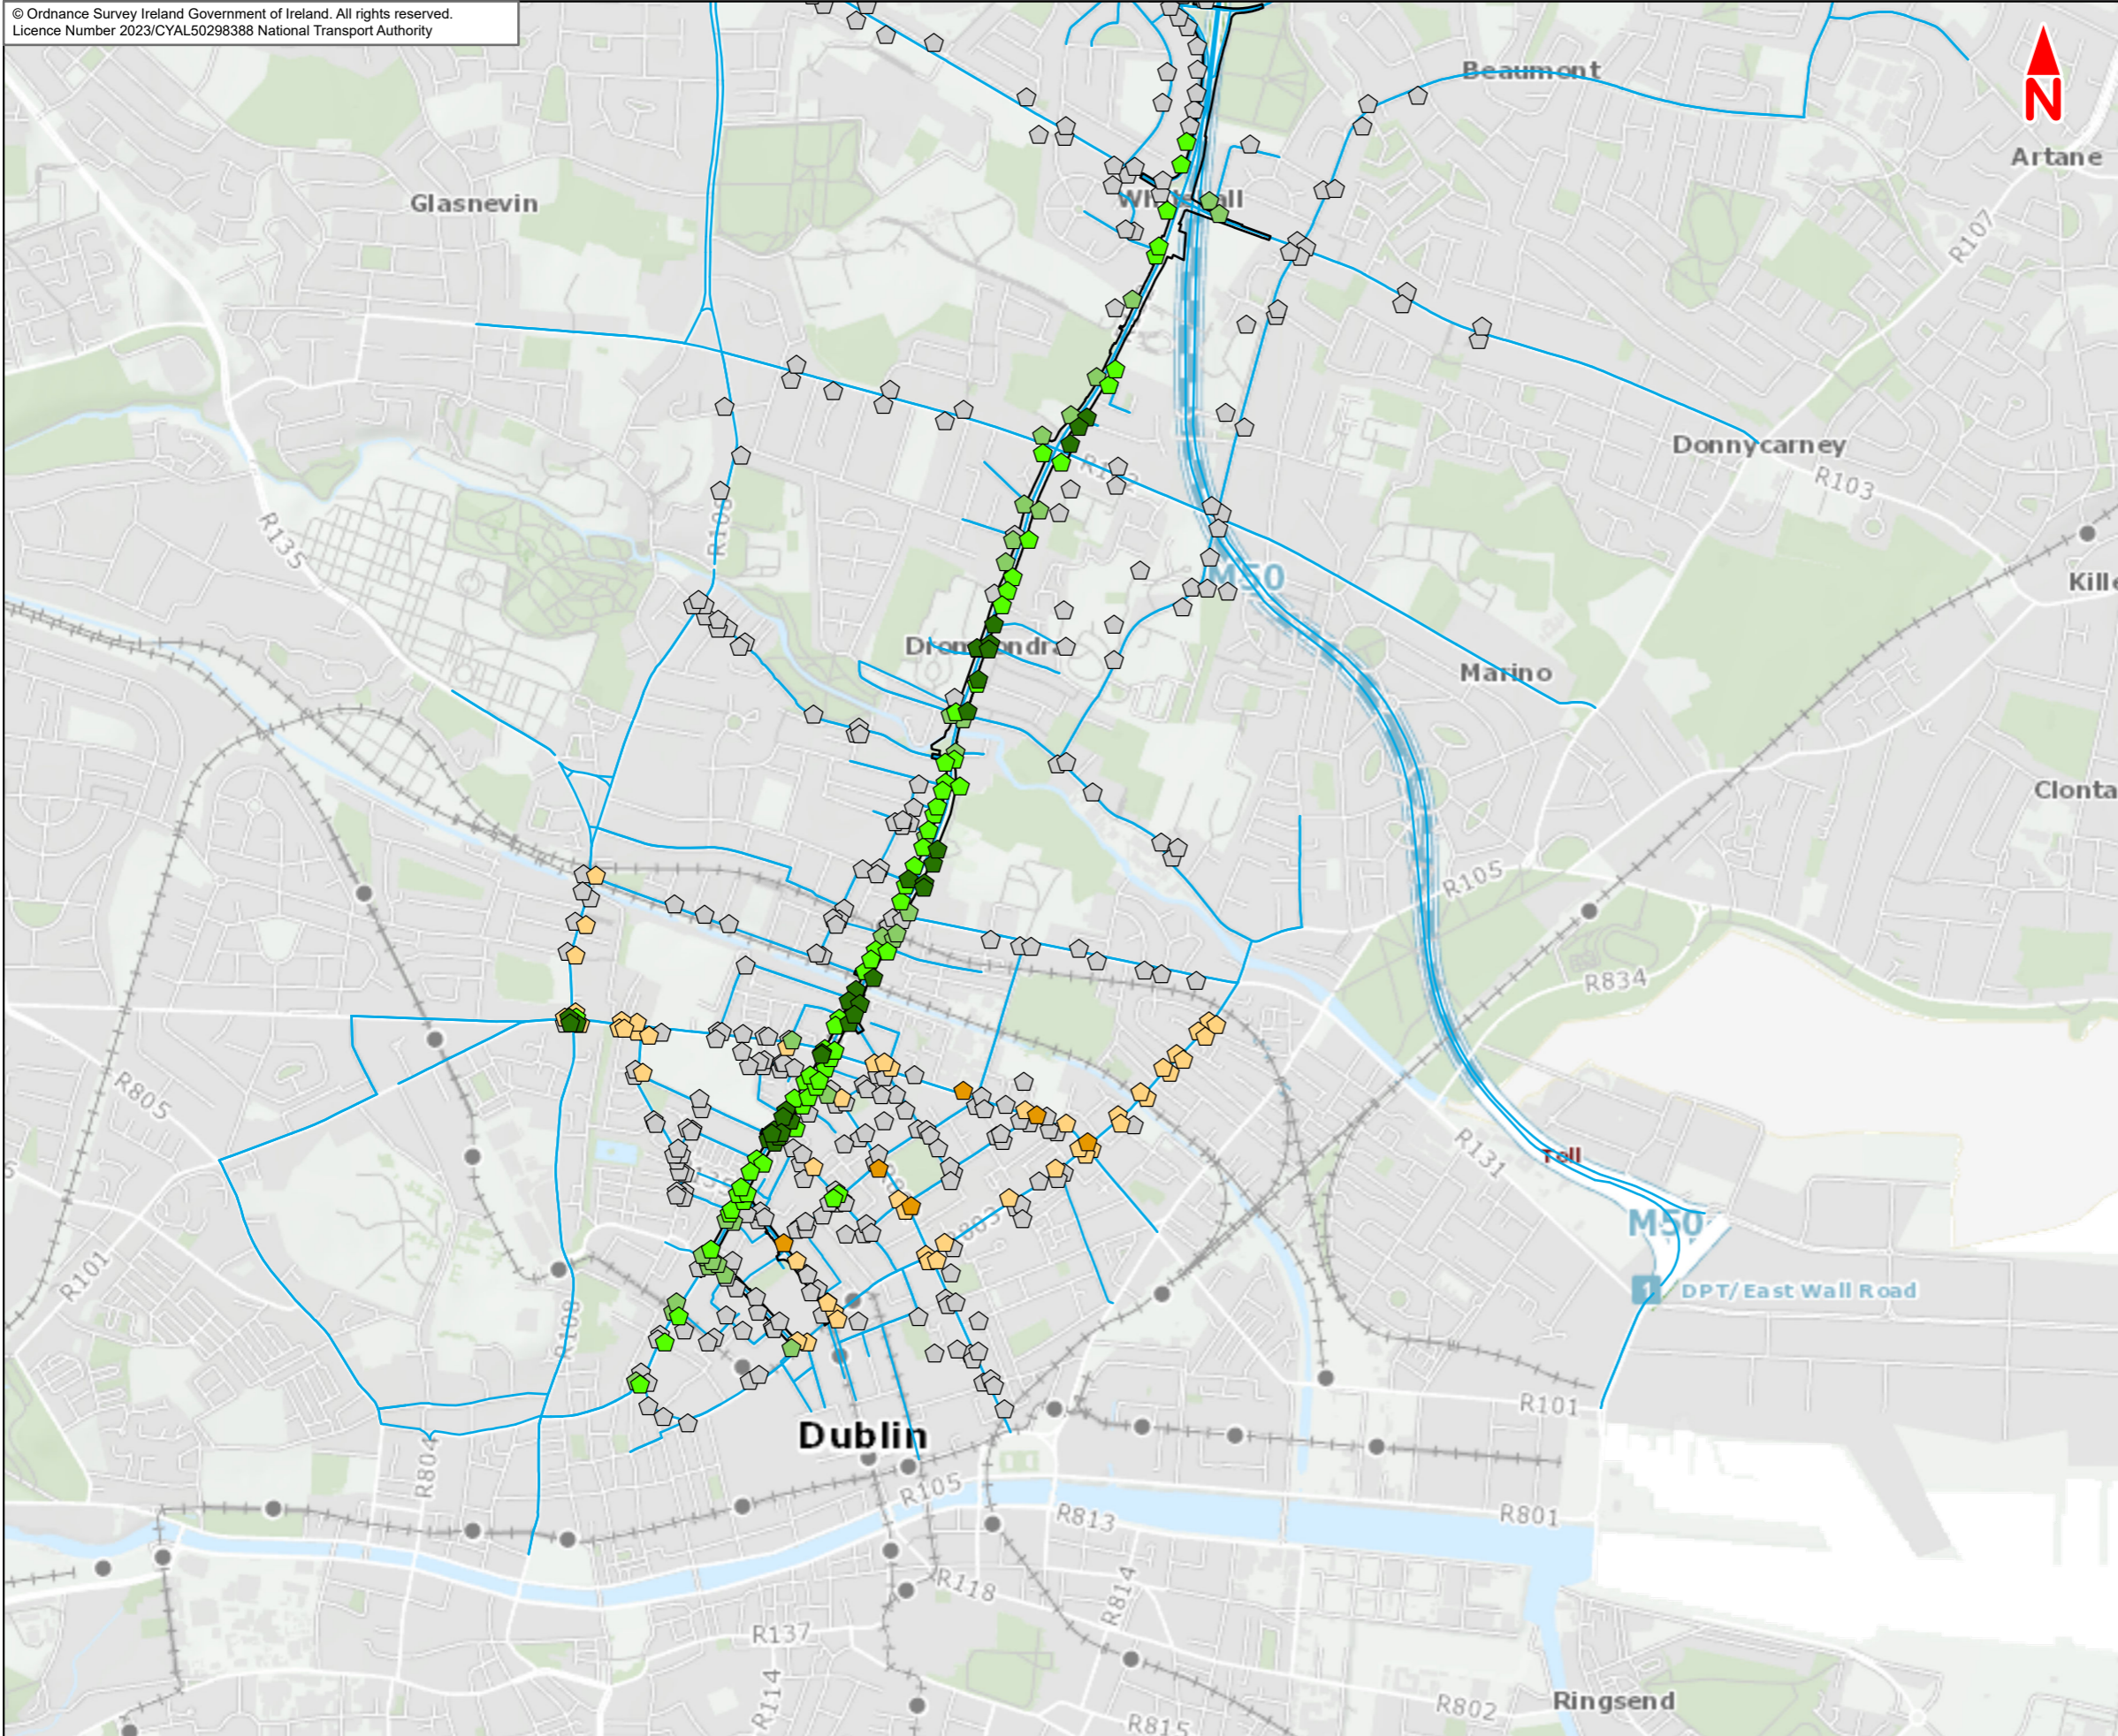 © Ordnance Survey Ireland Government of Ireland. All rights reserved.
Licence Number 2023/CYAL50298388 National Transport Authority
N
Beaumont
Artane
Glasnevin
R107
Donnycarney
R103
R108
R135
M50
Kille
Marino
Clonta
R105
R834
R805
R131
Toll
M50
1 DPT/East Wall Road
R101
R108
R101
Dublin
R804
R105
R813
R801
R118
R814
R137
R114
R802
Ringsend
R815